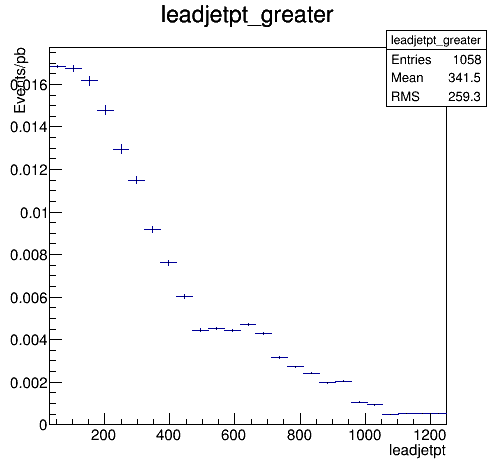 leadjetpt_greater
leadjetpt_greater
Entries 1058
Mean 341.5
RMS 259.3
Events/pb
0.016
0.014
0.012
0.01
0.008
0.006
0.004
0.002
0
200 400 600 800 1000 1200
leadjetpt